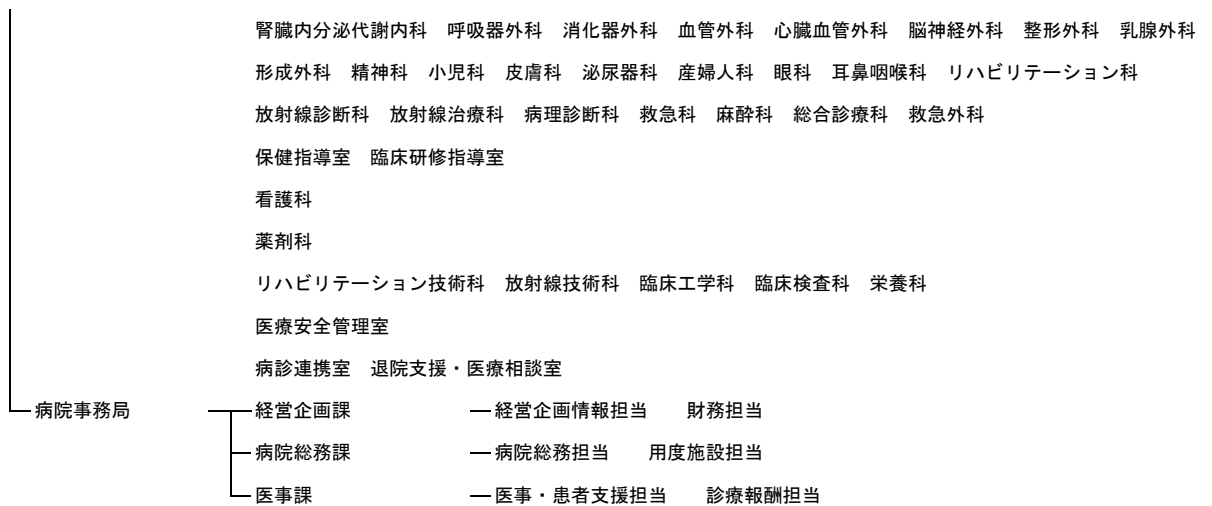 腎臓内分泌代謝内科　呼吸器外科　消化器外科　血管外科　心臓血管外科　脳神経外科　整形外科　乳腺外科
形成外科　精神科　小児科　皮膚科　泌尿器科　産婦人科　眼科　耳鼻咽喉科　リハビリテーション科
放射線診断科　放射線治療科　病理診断科　救急科　麻酔科　総合診療科　救急外科
保健指導室　臨床研修指導室
看護科
薬剤科
リハビリテーション技術科　放射線技術科　臨床工学科　臨床検査科　栄養科
医療安全管理室
病診連携室　退院支援・医療相談室
病院事務局　経営企画課　経営企画情報担当　財務担当
病院総務課　病院総務担当　用度施設担当
医事課　医事・患者支援担当　診療報酬担当